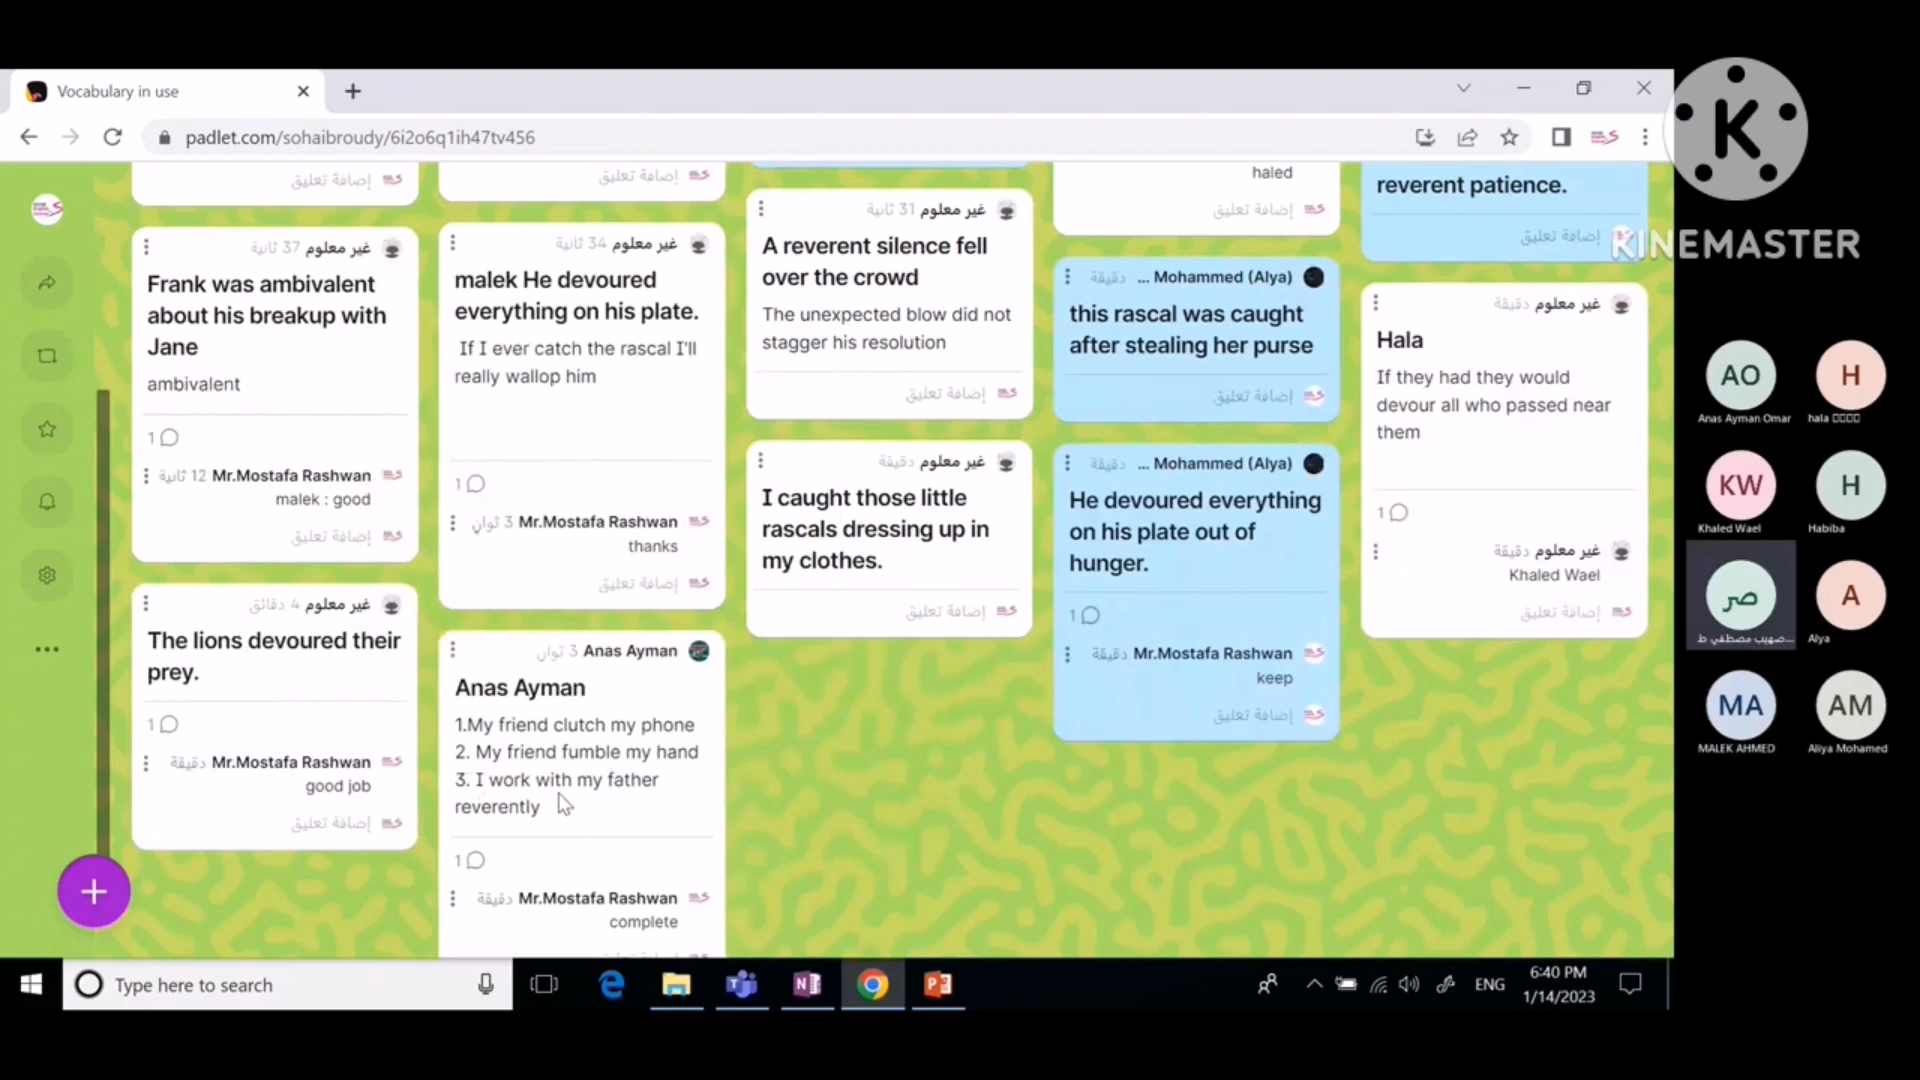 Vocabulary in use
padlet.com/sohaibroudy/6i2o6q1ih47tv456
KINEMASTER
إضافة تعليق
غير معلوم 37 ثانية
Frank was ambivalent
about his breakup with
Jane
ambivalent
1
Mr.Mostafa Rashwan 12 ثانية
malek : good
إضافة تعليق
غير معلوم 4 دقائق
The lions devoured their
prey.
1
Mr.Mostafa Rashwan دقيقة
good job
إضافة تعليق
إضافة تعليق
غير معلوم 34 ثانية
malek He devoured
everything on his plate.
If I ever catch the rascal I'll
really wallop him
1
Mr.Mostafa Rashwan 3 ثوانٍ
thanks
إضافة تعليق
Anas Ayman 3 ثوانٍ
Anas Ayman
1.My friend clutch my phone
2. My friend fumble my hand
3. I work with my father
reverently
1
Mr.Mostafa Rashwan دقيقة
complete
غير معلوم 31 ثانية
A reverent silence fell
over the crowd
The unexpected blow did not
stagger his resolution
إضافة تعليق
غير معلوم دقيقة
I caught those little
rascals dressing up in
my clothes.
إضافة تعليق
haled
إضافة تعليق
... Mohammed (Alya) دقيقة
this rascal was caught
after stealing her purse
إضافة تعليق
... Mohammed (Alya) دقيقة
He devoured everything
on his plate out of
hunger.
1
Mr.Mostafa Rashwan دقيقة
keep
إضافة تعليق
reverent patience.
إضافة تعليق
غير معلوم دقيقة
Hala
If they had they would
devour all who passed near
them
1
غير معلوم دقيقة
Khaled Wael
إضافة تعليق
AO
Anas Ayman Omar
H
hala
KW
Khaled Wael
H
Habiba
صر
صهيب مصطفي ط...
A
Alya
MA
MALEK AHMED
AM
Aliya Mohamed
Type here to search
ENG
6:40 PM
1/14/2023